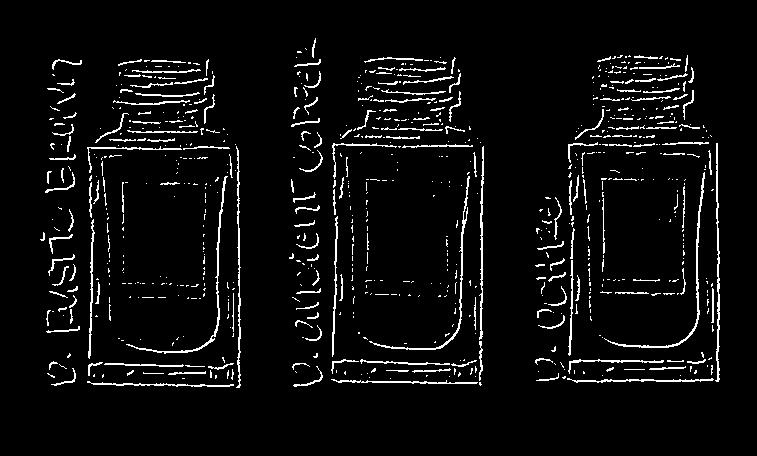 D. RUSTIC BROWN
D. ANCIENT COPPER
D. OCHRE